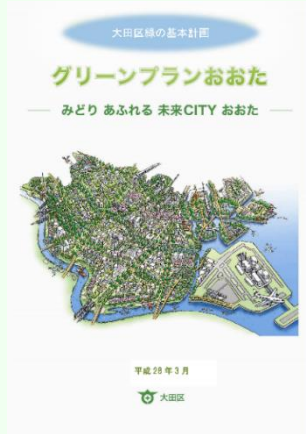 大田区緑の基本計画
グリーンプランおおた
みどり あふれる 未来CITY おおた
平成28年3月
大田区